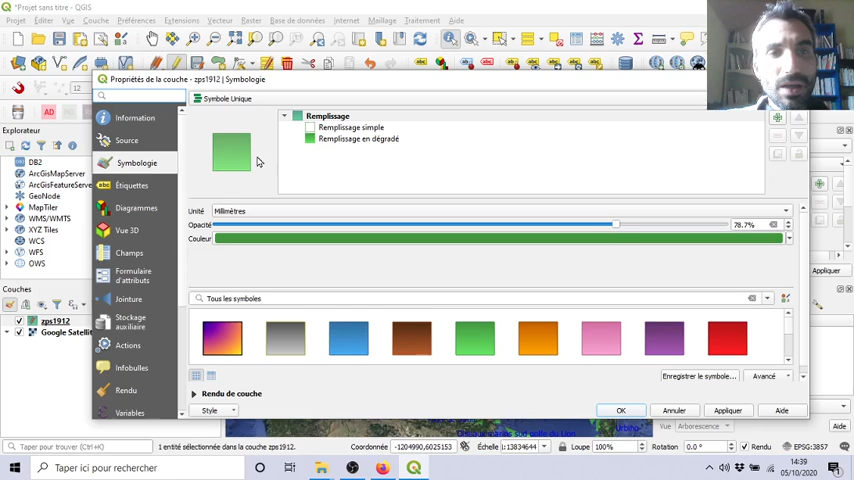 *Projet sans titre - QGIS
Projet Éditer Vue Couche Préférences Extensions Vecteur Raster Base de données Internet Maillage Traitement Aide
Propriétés de la couche - zps1912 | Symbologie
12
Symbole Unique
Information
Source
Symbologie
Étiquettes
Diagrammes
Vue 3D
Champs
Formulaire
d'attributs
Jointure
Stockage
auxiliaire
Actions
Infobulles
Rendu
Variables
Remplissage
Remplissage simple
Remplissage en dégradé
Unité Millimètres
Opacité 78.7%
Couleur
Tous les symboles
Enregistrer le symbole... Avancé
Rendu de couche
Style OK Annuler Appliquer Aide
Explorateur
DB2
ArcGisMapServer
ArcGisFeatureServer
GeoNode
MapTiler
WMS/WMTS
XYZ Tiles
WCS
WFS
OWS
Couches
zps1912
Google Satellit
Appliquer
Vue Arborescence
Aide
Taper pour trouver (Ctrl+K) 1 entité sélectionnée dans la couche zps1912. Coordonnée -1204990,6025153 Échelle 1:13834644 Loupe 100% Rotation 0.0 ° Rendu EPSG:3857
Taper ici pour rechercher
14:39
05/10/2020